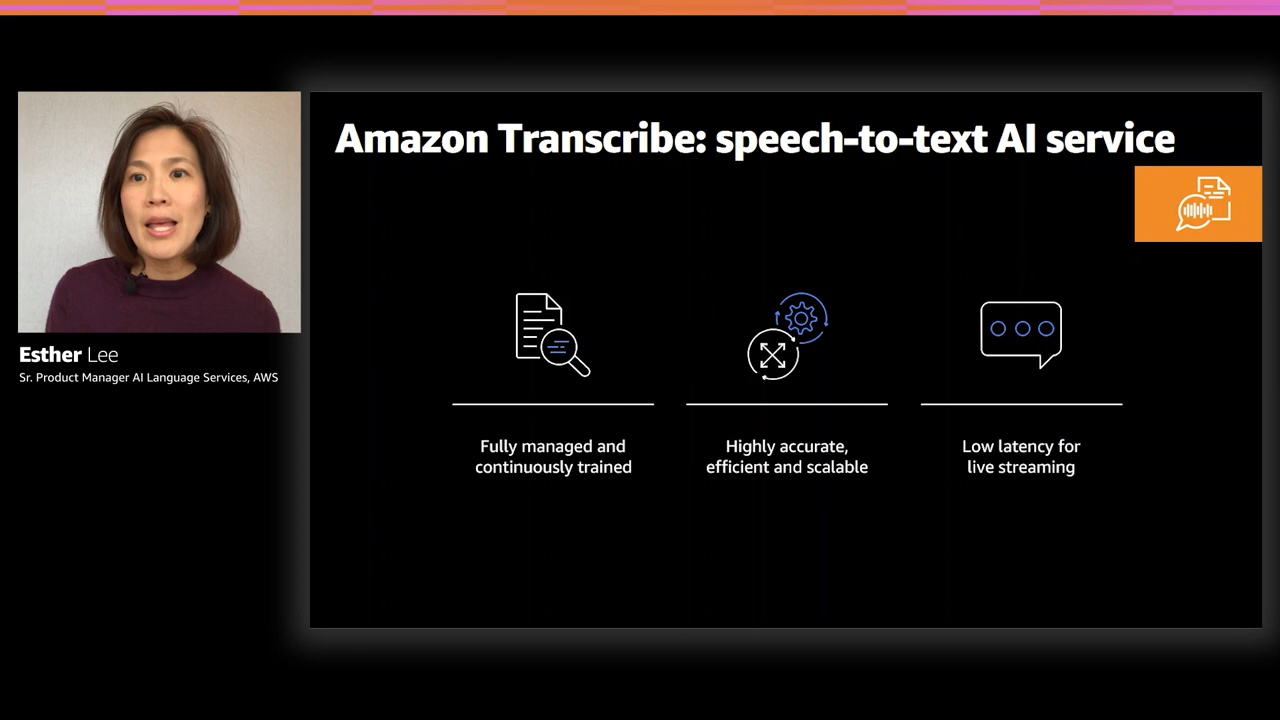 Amazon Transcribe: speech-to-text AI service
Esther Lee
Sr. Product Manager AI Language Services, AWS
Fully managed and
continuously trained
Highly accurate,
efficient and scalable
Low latency for
live streaming